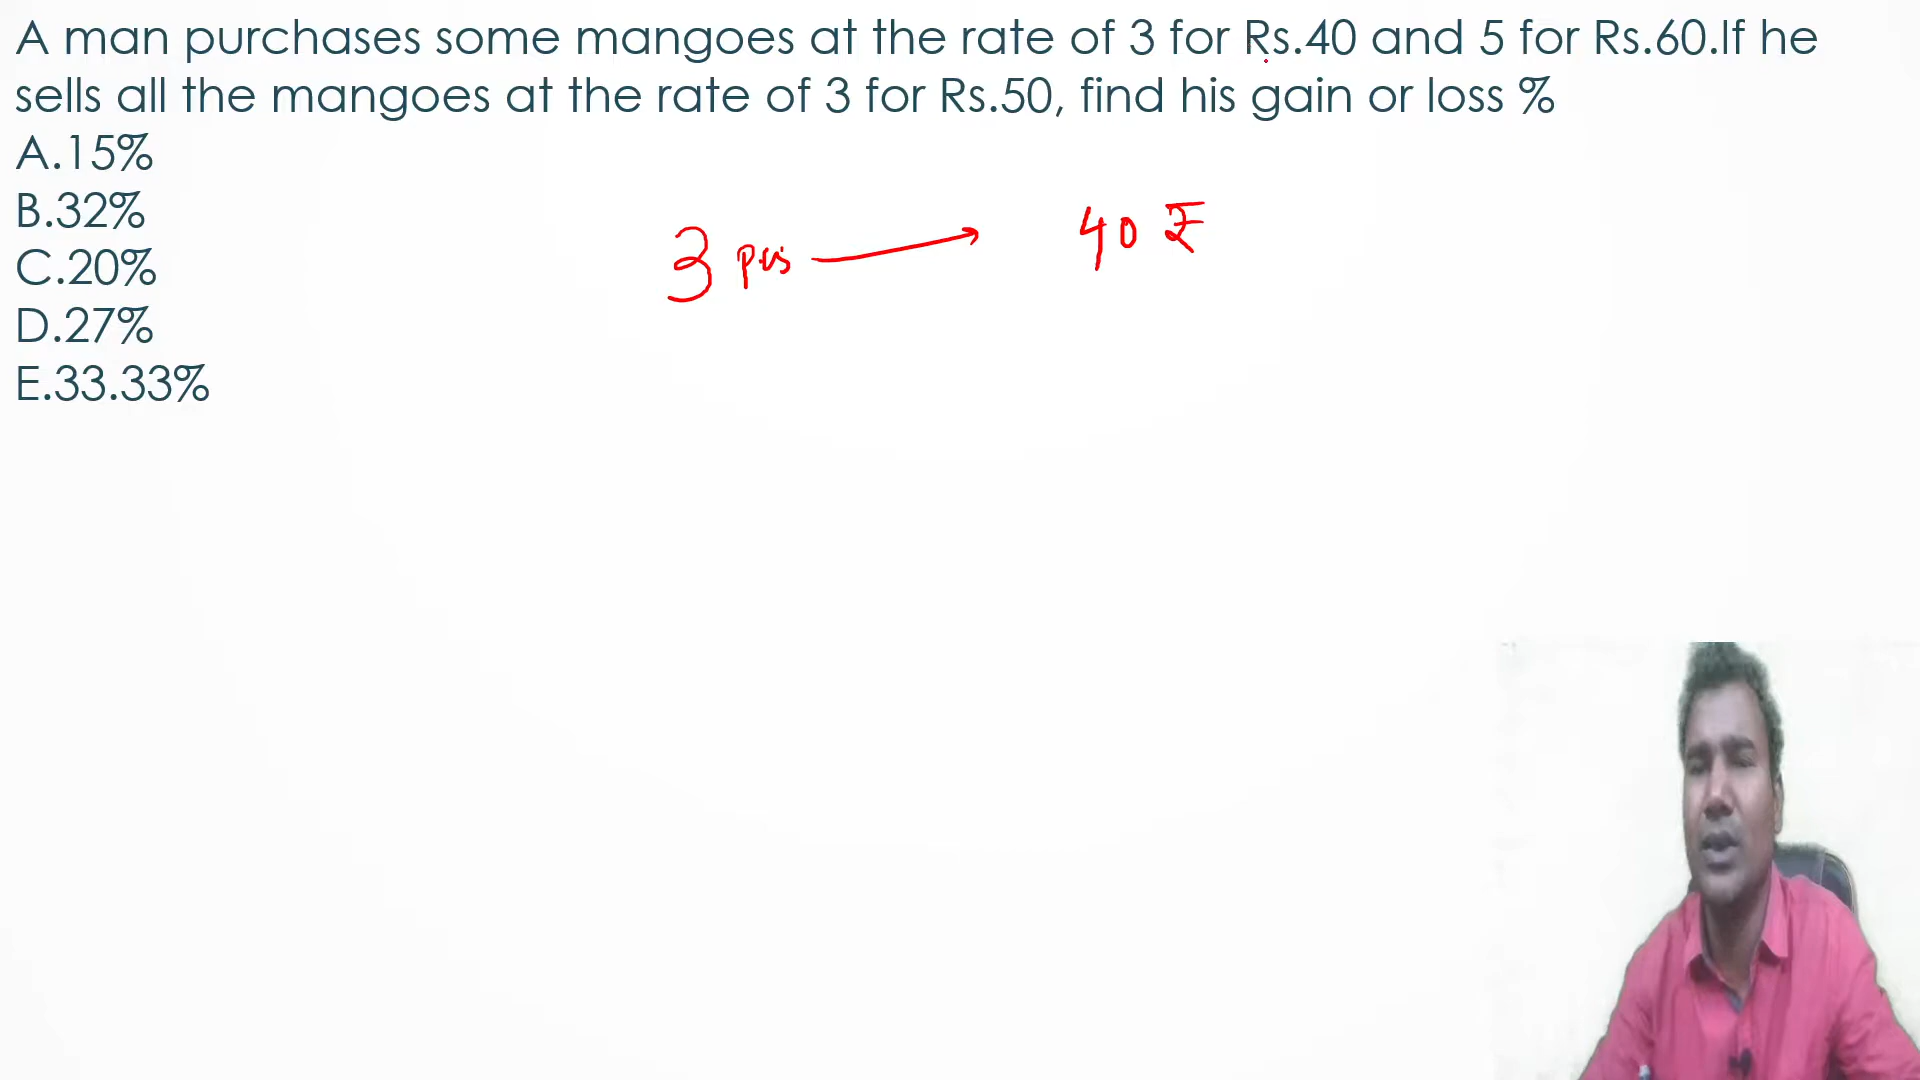 A man purchases some mangoes at the rate of 3 for Rs.40 and 5 for Rs.60.If he
sells all the mangoes at the rate of 3 for Rs.50, find his gain or loss %
A.15%
B.32%
C.20%
D.27%
E.33.33%
3 pcs → 40 ₹